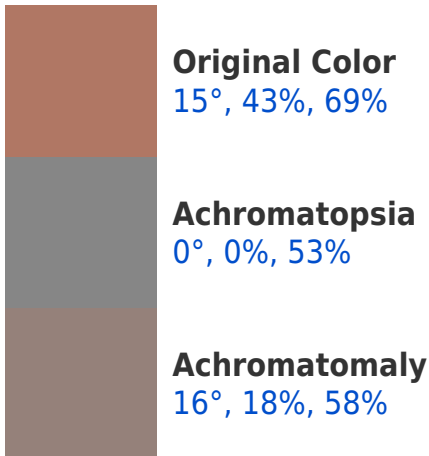 Original Color
15°, 43%, 69%
Achromatopsia
0°, 0%, 53%
Achromatomaly
16°, 18%, 58%